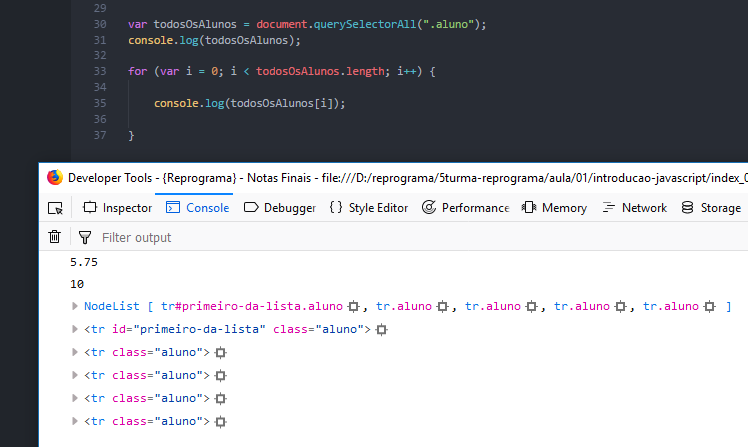 29
30 var todosOsAlunos = document.querySelectorAll(".aluno");
31 console.log(todosOsAlunos);
32
33 for (var i = 0; i < todosOsAlunos.length; i++) {
34
35 console.log(todosOsAlunos[i]);
36
37 }
Developer Tools - {Reprograma} - Notas Finais - file:///D:/reprograma/5turma-reprograma/aula/01/introducao-javascript/index_0
Inspector Console Debugger {} Style Editor Performance Memory Network Storage
Filter output
5.75
10
NodeList [ tr#primeiro-da-lista.aluno , tr.aluno , tr.aluno , tr.aluno , tr.aluno ]
<tr id="primeiro-da-lista" class="aluno">
<tr class="aluno">
<tr class="aluno">
<tr class="aluno">
<tr class="aluno">